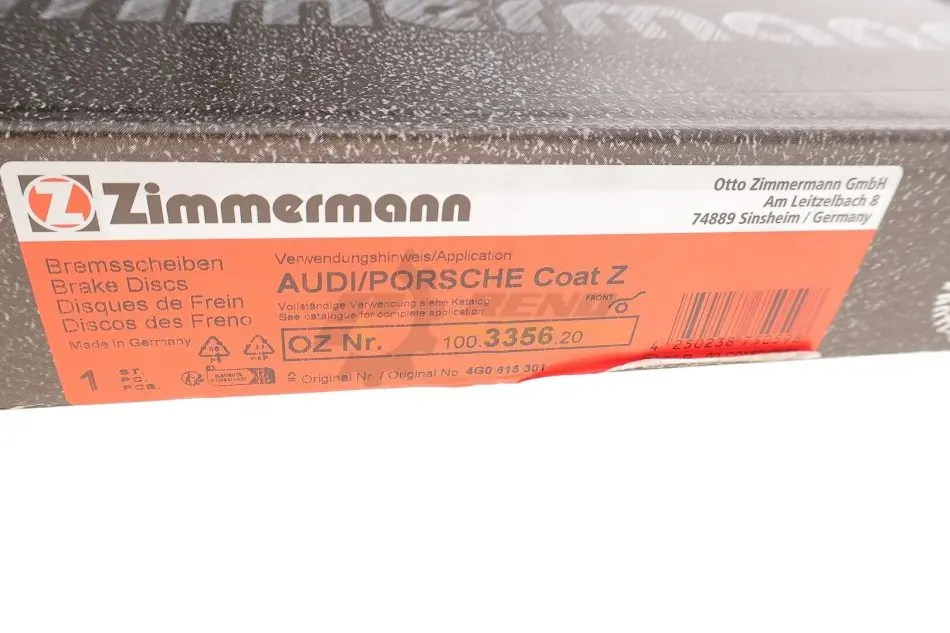 Zimmermann
Otto Zimmermann GmbH
Am Leitzelbach 8
74889 Sinsheim / Germany
Bremsscheiben
Brake Discs
Disques de Frein
Discos des Freno
Made in Germany
1
ST.
PC.
PCS.
Verwendungshinweis/Application
AUDI/PORSCHE Coat Z
Vollständige Verwendung siehe Katalog
See catalogue for complete application
FRONT
OZ Nr. 100.3356.20
Original Nr / Original No 4G0 615 301